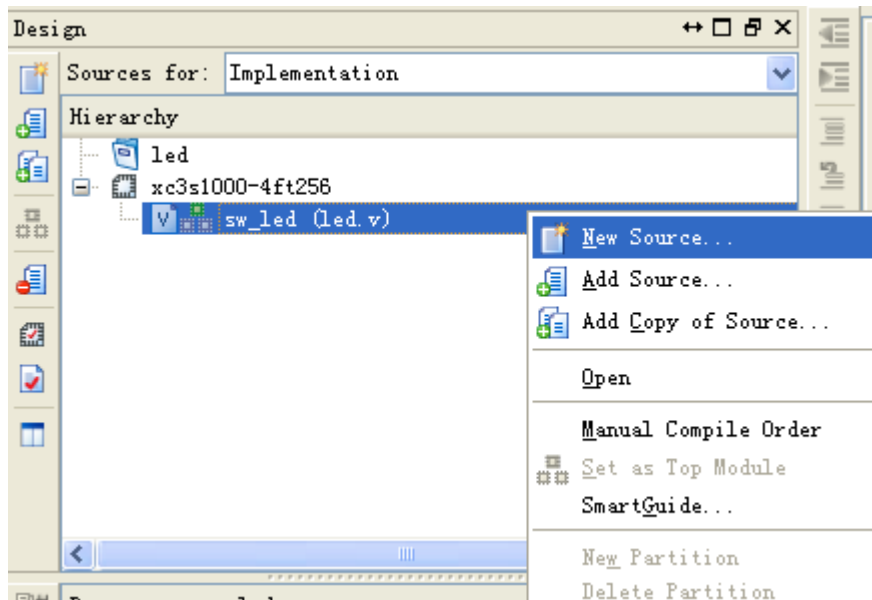 Design
Sources for: Implementation
Hierarchy
led
xc3s1000-4ft256
V sw_led (led.v)
New Source...
Add Source...
Add Copy of Source...
Open
Manual Compile Order
Set as Top Module
SmartGuide...
New Partition
Delete Partition